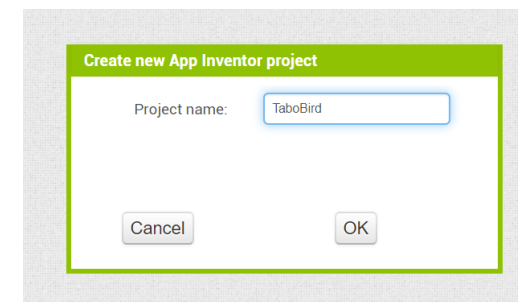 Create new App Inventor project
Project name: TaboBird
Cancel OK